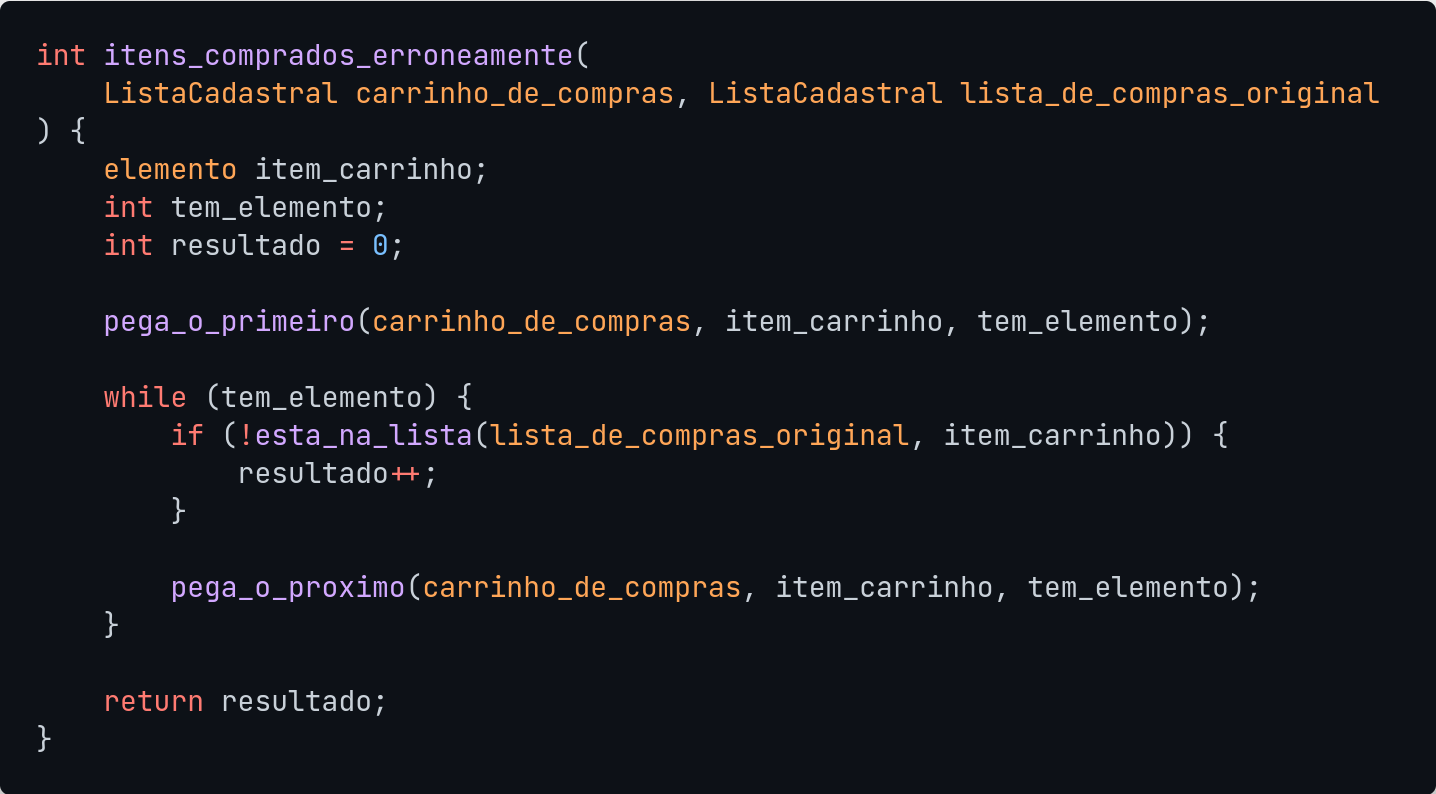 int itens_comprados_erroneamente(
    ListaCadastral carrinho_de_compras, ListaCadastral lista_de_compras_original
) {
    elemento item_carrinho;
    int tem_elemento;
    int resultado = 0;

    pega_o_primeiro(carrinho_de_compras, item_carrinho, tem_elemento);

    while (tem_elemento) {
        if (!esta_na_lista(lista_de_compras_original, item_carrinho)) {
            resultado++;
        }

        pega_o_proximo(carrinho_de_compras, item_carrinho, tem_elemento);
    }

    return resultado;
}